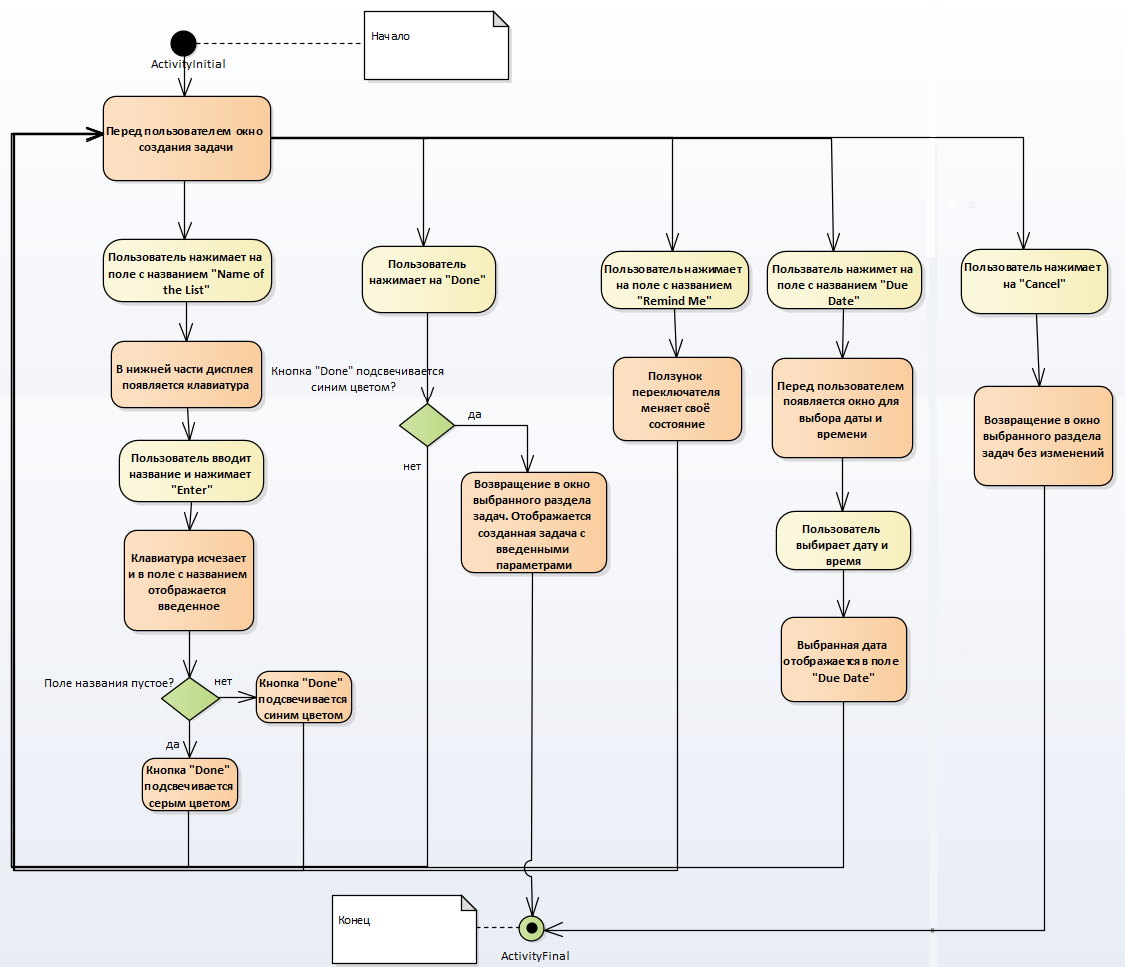 Начало
ActivityInitial
Перед пользователем окно
создания задачи
Пользователь нажимает на
поле с названием "Name of
the List"
Пользователь
нажимает на "Done"
Пользователь нажимает
на поле с названием
"Remind Me"
Пользватель нажимет на
поле с названием "Due
Date"
Пользователь нажимает
на "Cancel"
В нижней части дисплея
появляется клавиатура
Кнопка "Done" подсвечивается
синим цветом?
да
нет
Ползунок
переключателя
меняет своё
состояние
Перед пользователем
появляется окно для
выбора даты и
времени
Возвращение в окно
выбранного раздела
задач без изменений
Пользователь вводит
название и нажимает
"Enter"
Возвращение в окно
выбранного раздела
задач. Отображается
созданная задача с
введенными
параметрами
Пользователь
выбирает дату и
время
Клавиатура исчезает
и в поле с названием
отображается
введенное
Выбранная дата
отображается в поле
"Due Date"
Поле названия пустое?
нет
Кнопка "Done"
подсвечивается
синим цветом
да
Кнопка "Done"
подсвечивается
серым цветом
Конец
ActivityFinal